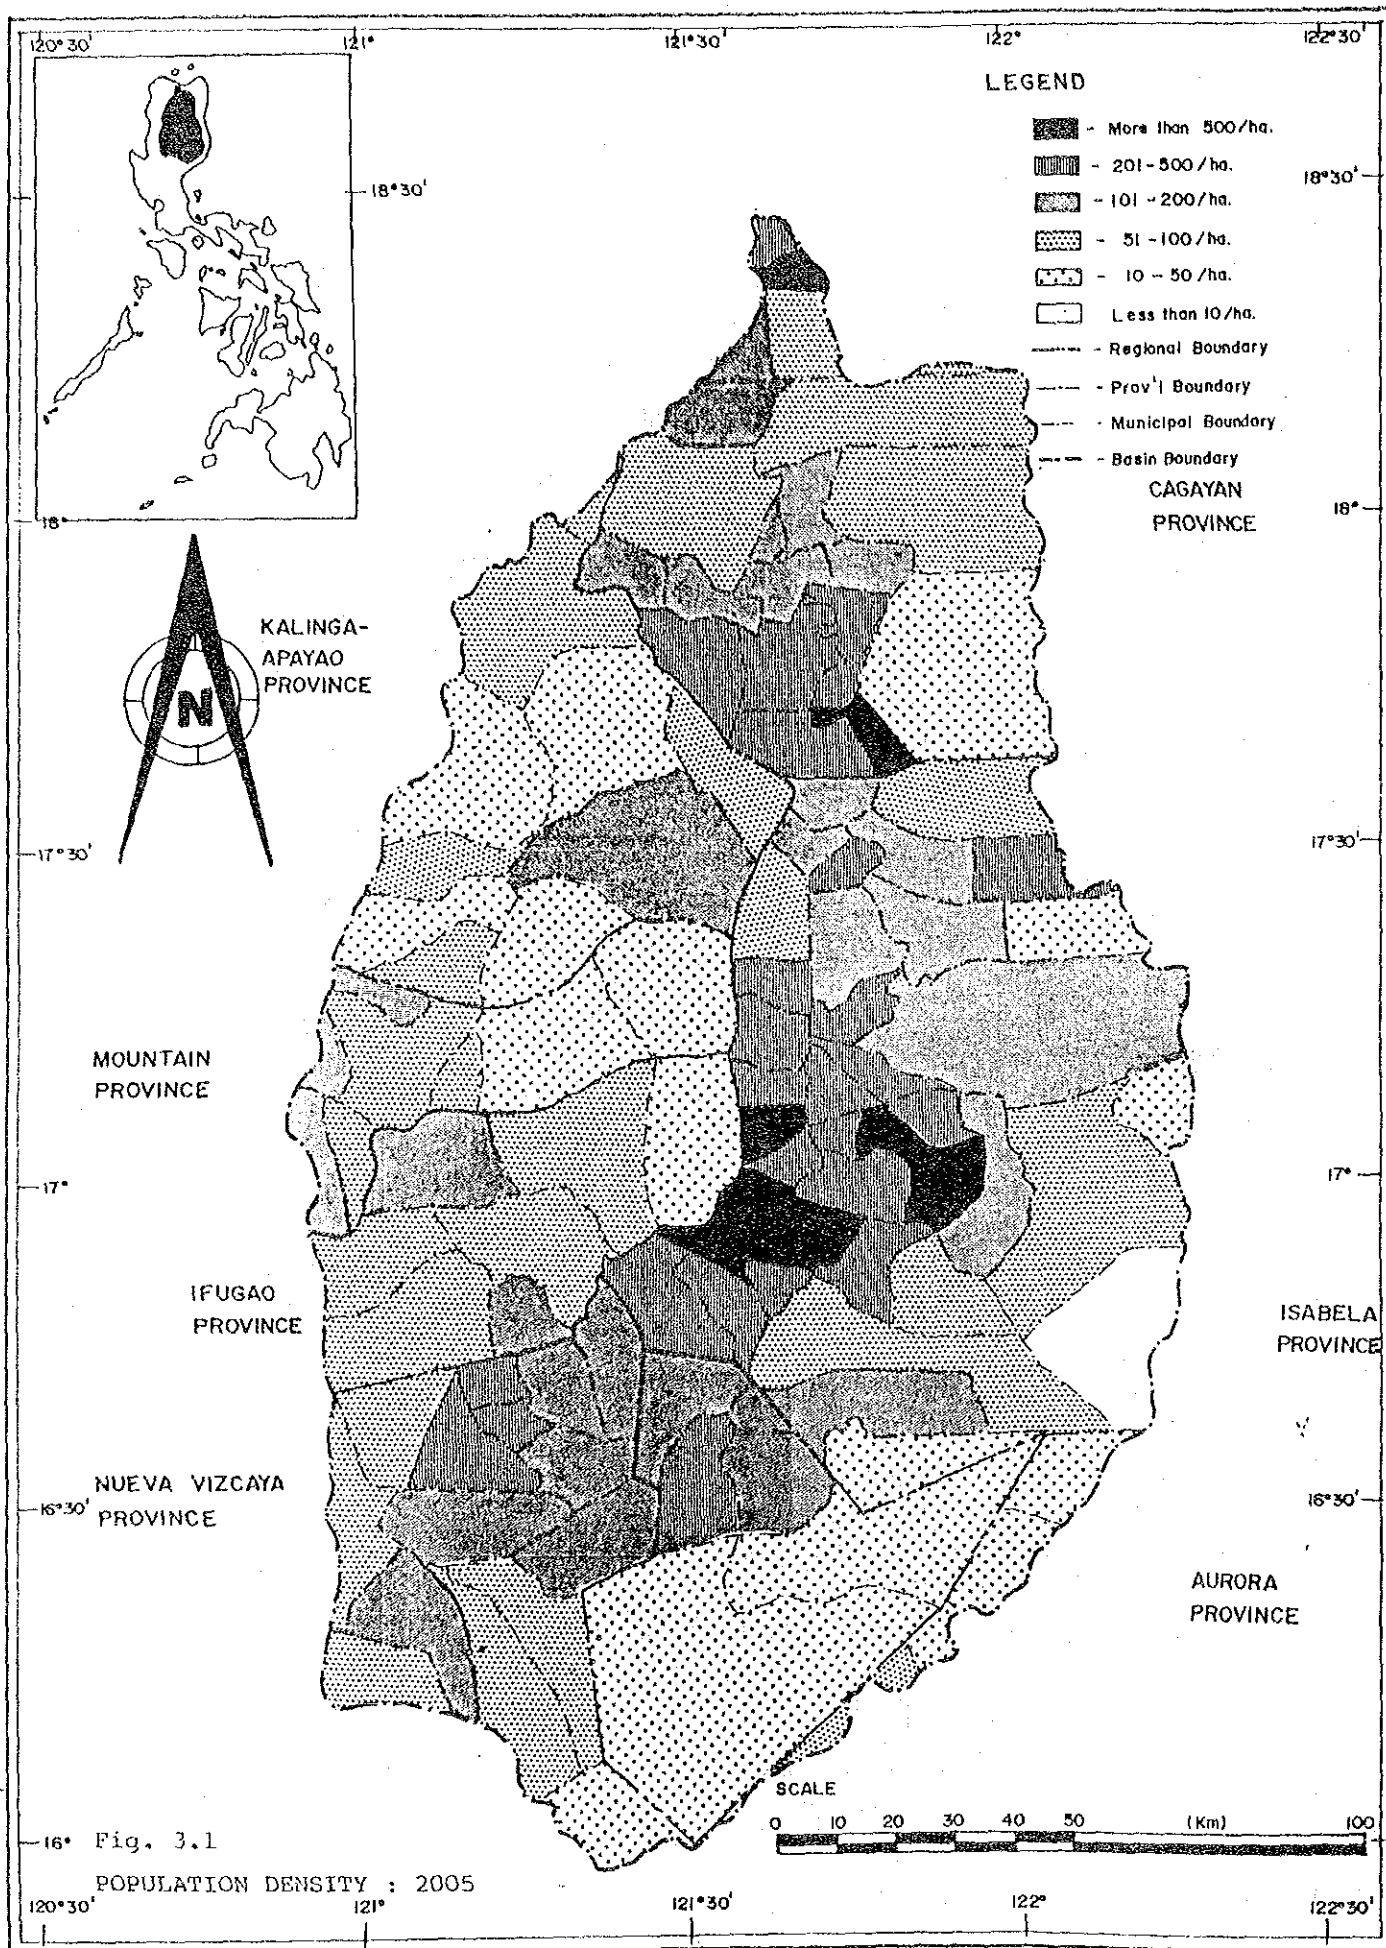 120°30'
121°
121°30'
122°
122°30'
LEGEND
- More than 500/ha.
- 201-500/ha.
- 101-200/ha.
- 51-100/ha.
- 10-50/ha.
Less than 10/ha.
- Regional Boundary
- Prov'l Boundary
- Municipal Boundary
- Basin Boundary
18°30'
18°30'
CAGAYAN
PROVINCE
18°
18°
KALINGA-
APAYAO
PROVINCE
N
17°30'
17°30'
MOUNTAIN
PROVINCE
17°
17°
IFUGAO
PROVINCE
ISABELA
PROVINCE
NUEVA VIZCAYA
PROVINCE
16°30'
16°30'
AURORA
PROVINCE
SCALE
0 10 20 30 40 50 (Km) 100
16°
Fig. 3.1
POPULATION DENSITY : 2005
120°30'
121°
121°30'
122°
122°30'